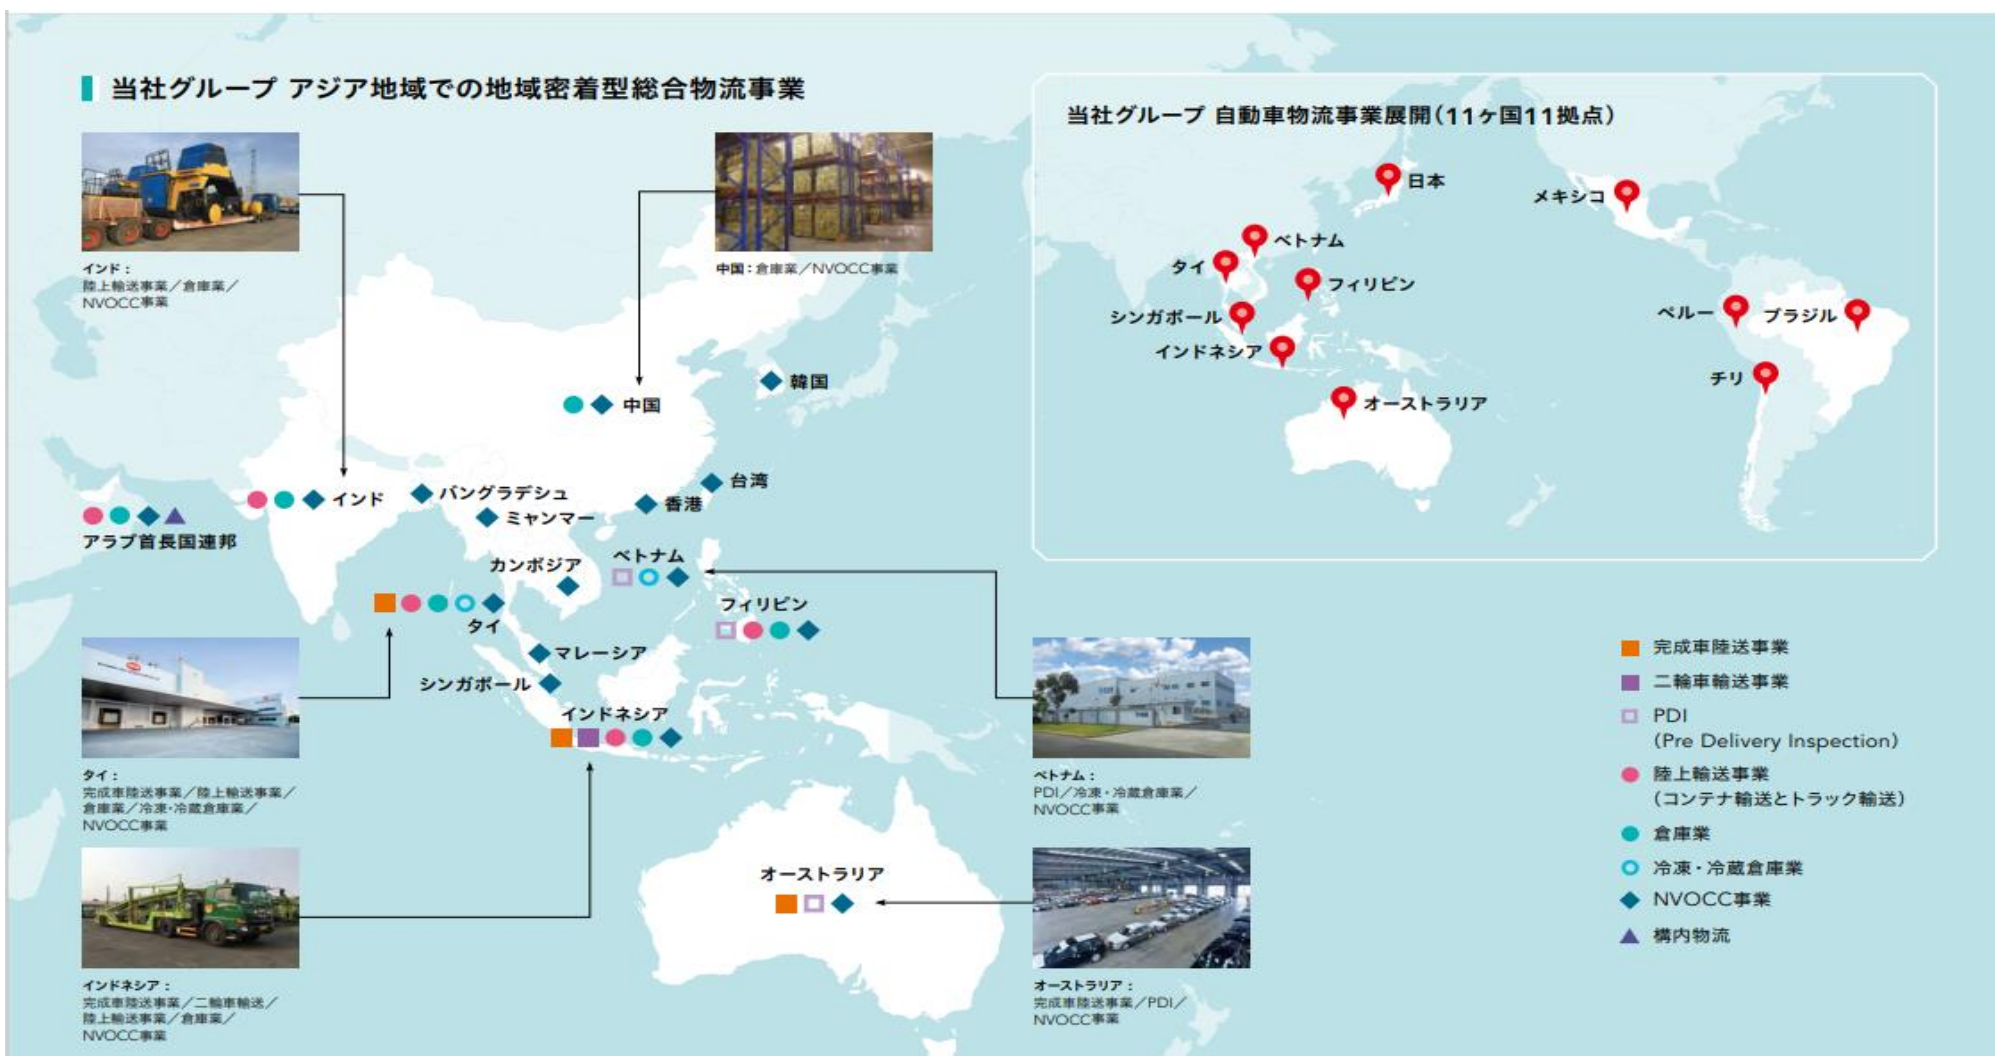 当社グループ アジア地域での地域密着型総合物流事業
インド：
陸上輸送事業／倉庫業／
NVOCC事業
中国：倉庫業／NVOCC事業
韓国
中国
台湾
香港
インド
バングラデシュ
ミャンマー
アラブ首長国連邦
カンボジア
ベトナム
タイ
フィリピン
マレーシア
シンガポール
インドネシア
オーストラリア
タイ：
完成車陸送事業／陸上輸送事業／
倉庫業／冷凍・冷蔵倉庫業／
NVOCC事業
インドネシア：
完成車陸送事業／二輪車輸送／
陸上輸送事業／倉庫業／
NVOCC事業
ベトナム：
PDI／冷凍・冷蔵倉庫業／
NVOCC事業
オーストラリア：
完成車陸送事業／PDI／
NVOCC事業
当社グループ 自動車物流事業展開（11ヶ国11拠点）
日本
メキシコ
ベトナム
タイ
フィリピン
シンガポール
インドネシア
ペルー
ブラジル
チリ
オーストラリア
完成車陸送事業
二輪車輸送事業
PDI
（Pre Delivery Inspection）
陸上輸送事業
（コンテナ輸送とトラック輸送）
倉庫業
冷凍・冷蔵倉庫業
NVOCC事業
構内物流